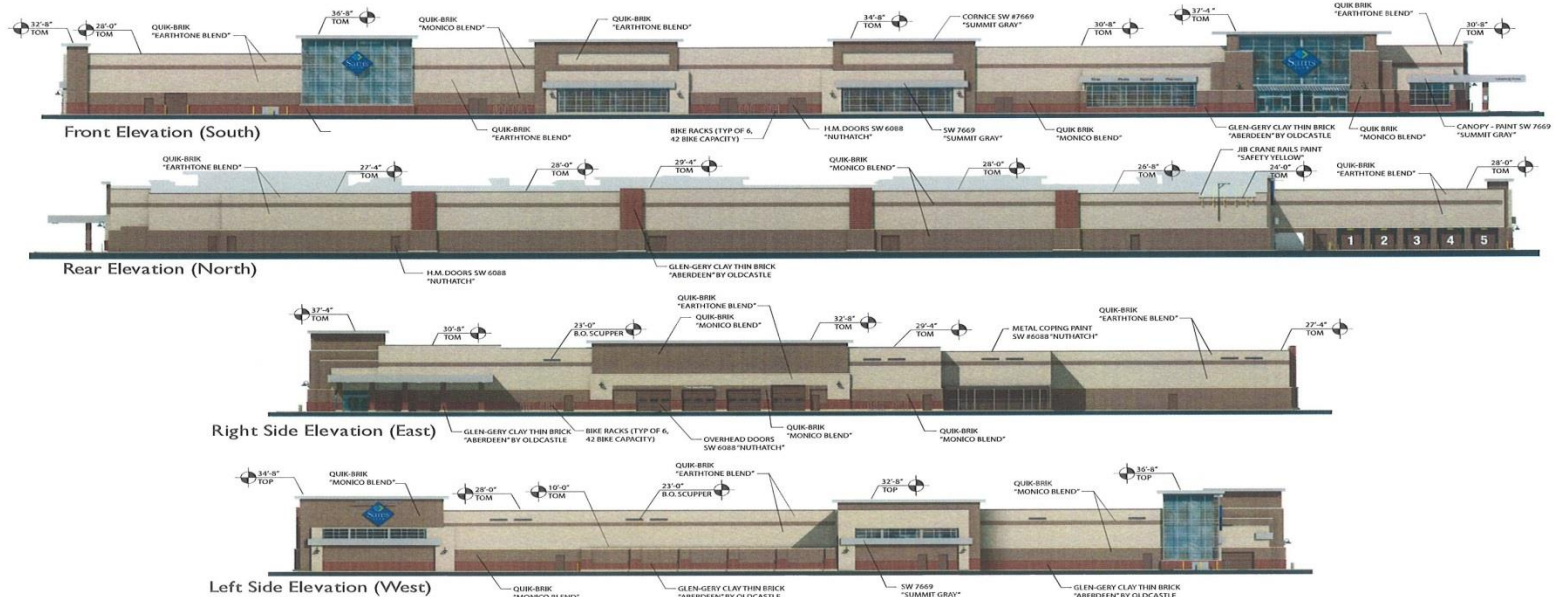 32'-8"
TOM
28'-0"
TOM
QUIK-BRIK
"EARTHTONE BLEND"
36'-8"
TOM
QUIK-BRIK
"MONICO BLEND"
QUIK-BRIK
"EARTHTONE BLEND"
34'-8"
TOM
CORNICE SW #7669
"SUMMIT GRAY"
30'-8"
TOM
37'-4"
TOM
QUIK BRIK
"EARTHTONE BLEND"
30'-8"
TOM
Sam's
Sam's
Front Elevation (South)
QUIK-BRIK
"EARTHTONE BLEND"
BIKE RACKS (TYP OF 6,
42 BIKE CAPACITY)
H.M. DOORS SW 6088
"NUTHATCH"
SW 7669
"SUMMIT GRAY"
QUIK BRIK
"MONICO BLEND"
GLEN-GERY CLAY THIN BRICK
"ABERDEEN" BY OLDCASTLE
QUIK BRIK
"MONICO BLEND"
CANOPY - PAINT SW 7669
"SUMMIT GRAY"
QUIK-BRIK
"EARTHTONE BLEND"
27'-4"
TOM
28'-0"
TOM
29'-4"
TOM
QUIK-BRIK
"MONICO BLEND"
28'-0"
TOM
26'-8"
TOM
JIB CRANE RAILS PAINT
"SAFETY YELLOW"
24'-0"
TOM
QUIK-BRIK
"EARTHTONE BLEND"
28'-0"
TOM
1 2 3 4 5
Rear Elevation (North)
H.M. DOORS SW 6088
"NUTHATCH"
GLEN-GERY CLAY THIN BRICK
"ABERDEEN" BY OLDCASTLE
37'-4"
TOM
30'-8"
TOM
23'-0"
B.O. SCUPPER
QUIK-BRIK
"EARTHTONE BLEND"
QUIK-BRIK
"MONICO BLEND"
32'-8"
TOM
29'-4"
TOM
METAL COPING PAINT
SW #6088 "NUTHATCH"
QUIK-BRIK
"EARTHTONE BLEND"
27'-4"
TOM
Right Side Elevation (East)
GLEN-GERY CLAY THIN BRICK
"ABERDEEN" BY OLDCASTLE
BIKE RACKS (TYP OF 6,
42 BIKE CAPACITY)
OVERHEAD DOORS
SW 6088 "NUTHATCH"
QUIK-BRIK
"MONICO BLEND"
QUIK-BRIK
"MONICO BLEND"
34'-8"
TOP
QUIK-BRIK
"MONICO BLEND"
28'-0"
TOM
10'-0"
TOM
23'-0"
B.O. SCUPPER
QUIK-BRIK
"EARTHTONE BLEND"
32'-8"
TOP
QUIK-BRIK
"MONICO BLEND"
36'-8"
TOP
Sam's
Left Side Elevation (West)
QUIK-BRIK
"MONICO BLEND"
GLEN-GERY CLAY THIN BRICK
"ABERDEEN" BY OLDCASTLE
SW 7669
"SUMMIT GRAY"
GLEN-GERY CLAY THIN BRICK
"ABERDEEN" BY OLDCASTLE